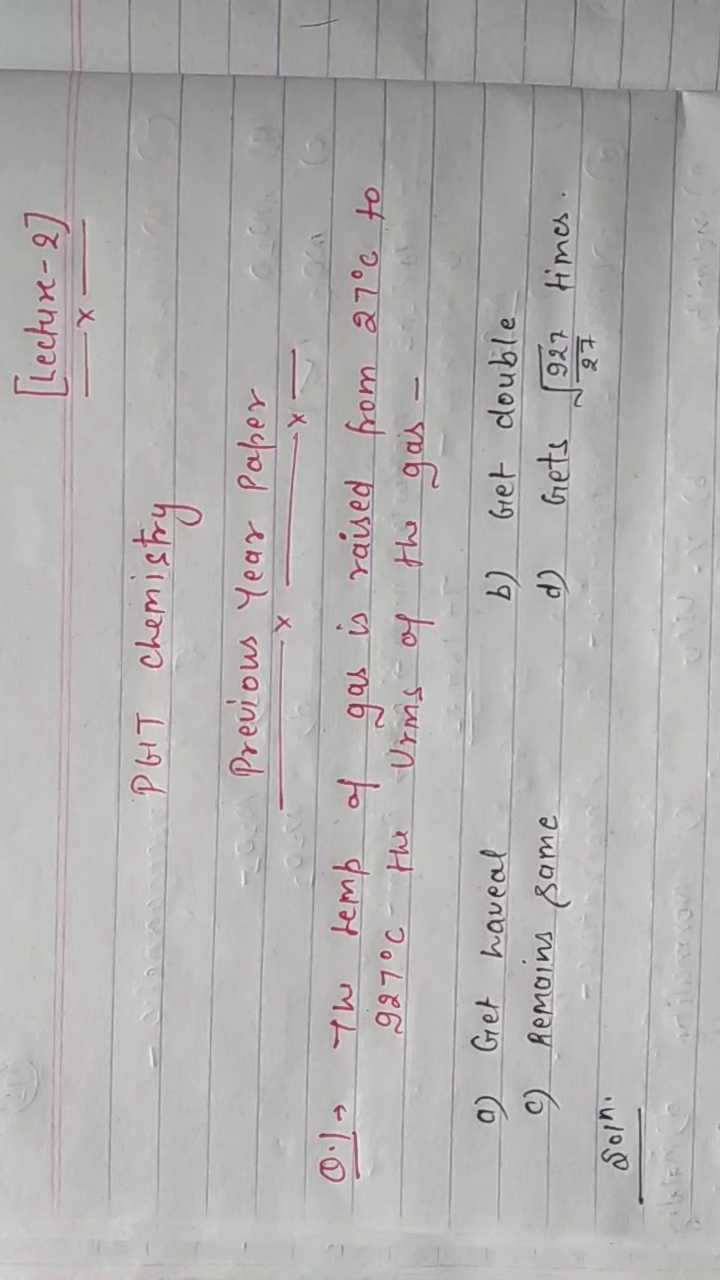 [Lecture-2]
x
PGT chemistry
Previous Year Paper
x x
Q.1→ The temp of gas is raised from 27°C to
927°C the Urms of the gas -
a) Get haveal b) Get double
c) Remains same d) Gets √927/27 times.
Soln.